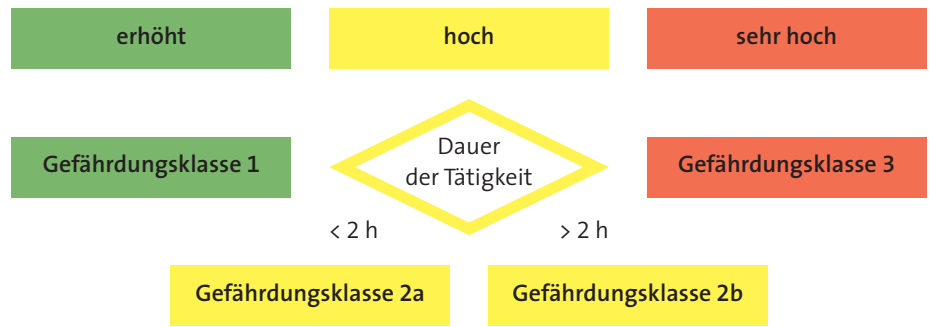 erhöht
hoch
sehr hoch
Gefährdungsklasse 1
Dauer
der Tätigkeit
Gefährdungsklasse 3
< 2 h
> 2 h
Gefährdungsklasse 2a
Gefährdungsklasse 2b